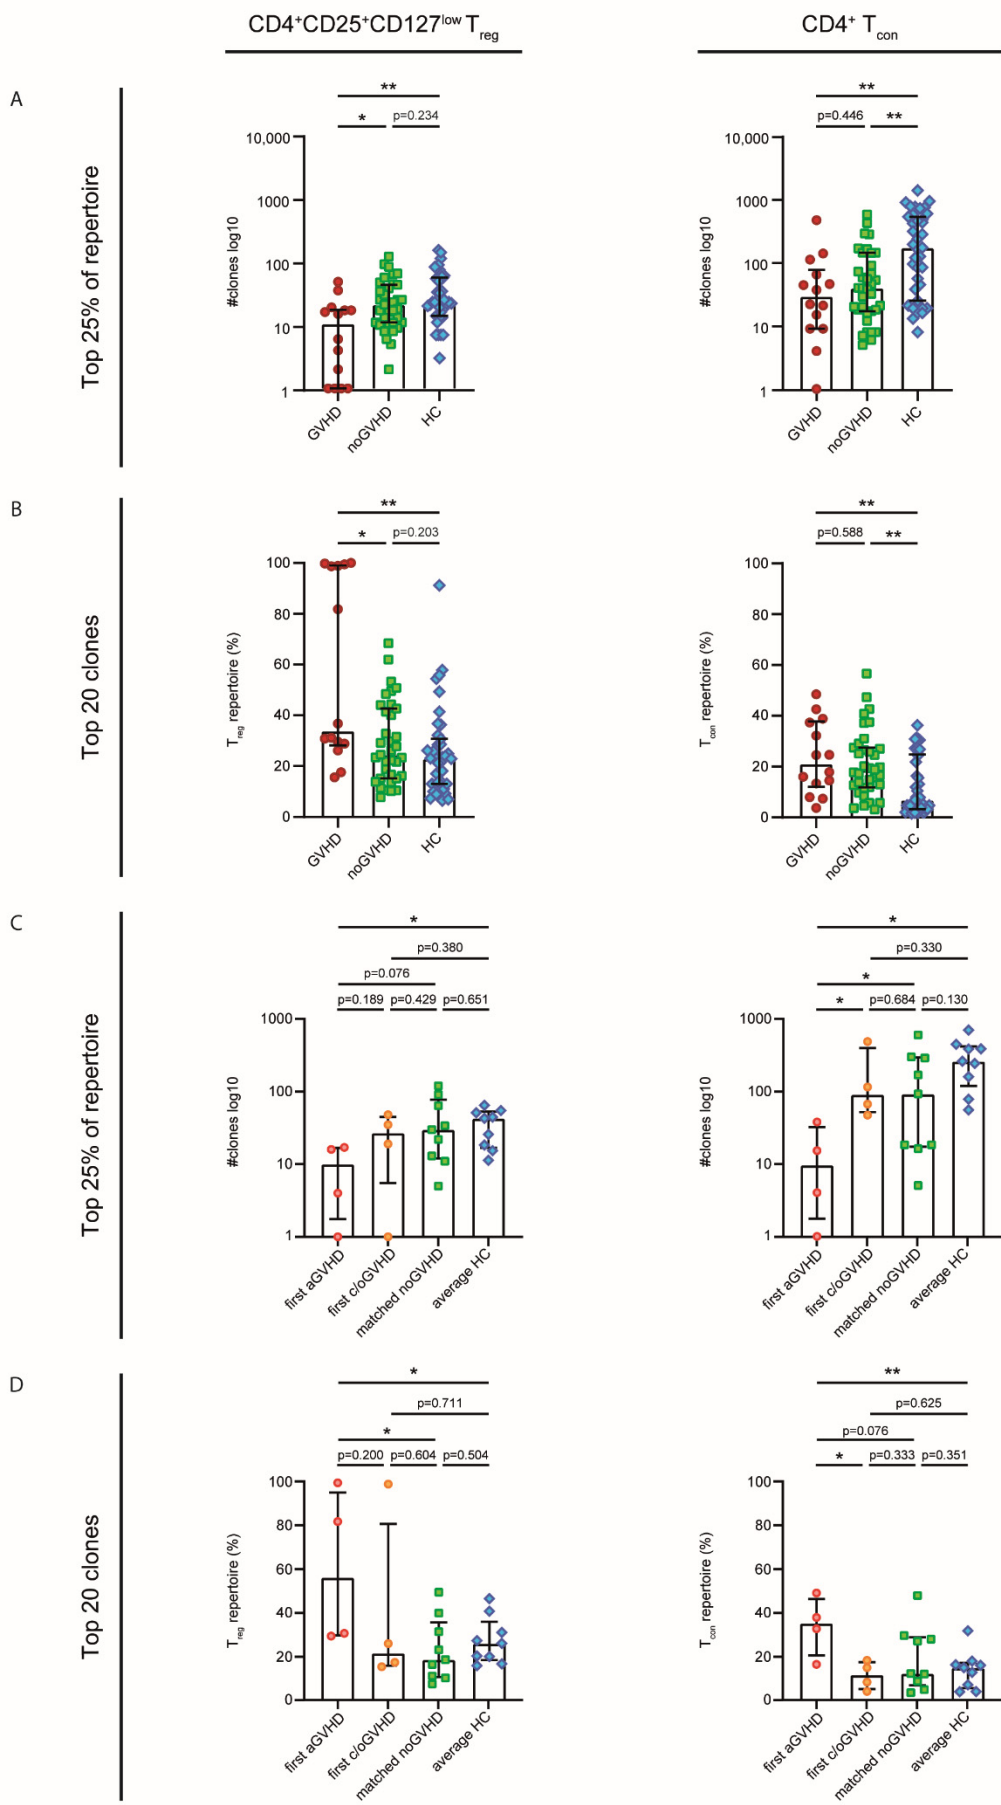 CD4⁺CD25⁺CD127ˡᵒʷ Treg
CD4⁺ Tcon
A
Top 25% of repertoire
**
* p=0.234
#clones log10
10,000
1000
100
10
1
GVHD
noGVHD
HC
**
p=0.446 **
#clones log10
10,000
1000
100
10
1
GVHD
noGVHD
HC
B
Top 20 clones
**
* p=0.203
Treg repertoire (%)
100
80
60
40
20
0
GVHD
noGVHD
HC
**
p=0.588 **
Tcon repertoire (%)
100
80
60
40
20
0
GVHD
noGVHD
HC
C
Top 25% of repertoire
*
p=0.380
p=0.076
p=0.189 p=0.429 p=0.651
#clones log10
1000
100
10
1
first aGVHD
first c/oGVHD
matched noGVHD
average HC
*
p=0.330
*
* p=0.684 p=0.130
#clones log10
1000
100
10
1
first aGVHD
first c/oGVHD
matched noGVHD
average HC
D
Top 20 clones
*
p=0.711
*
p=0.200 p=0.604 p=0.504
Treg repertoire (%)
100
80
60
40
20
0
first aGVHD
first c/oGVHD
matched noGVHD
average HC
**
p=0.625
p=0.076
* p=0.333 p=0.351
Tcon repertoire (%)
100
80
60
40
20
0
first aGVHD
first c/oGVHD
matched noGVHD
average HC